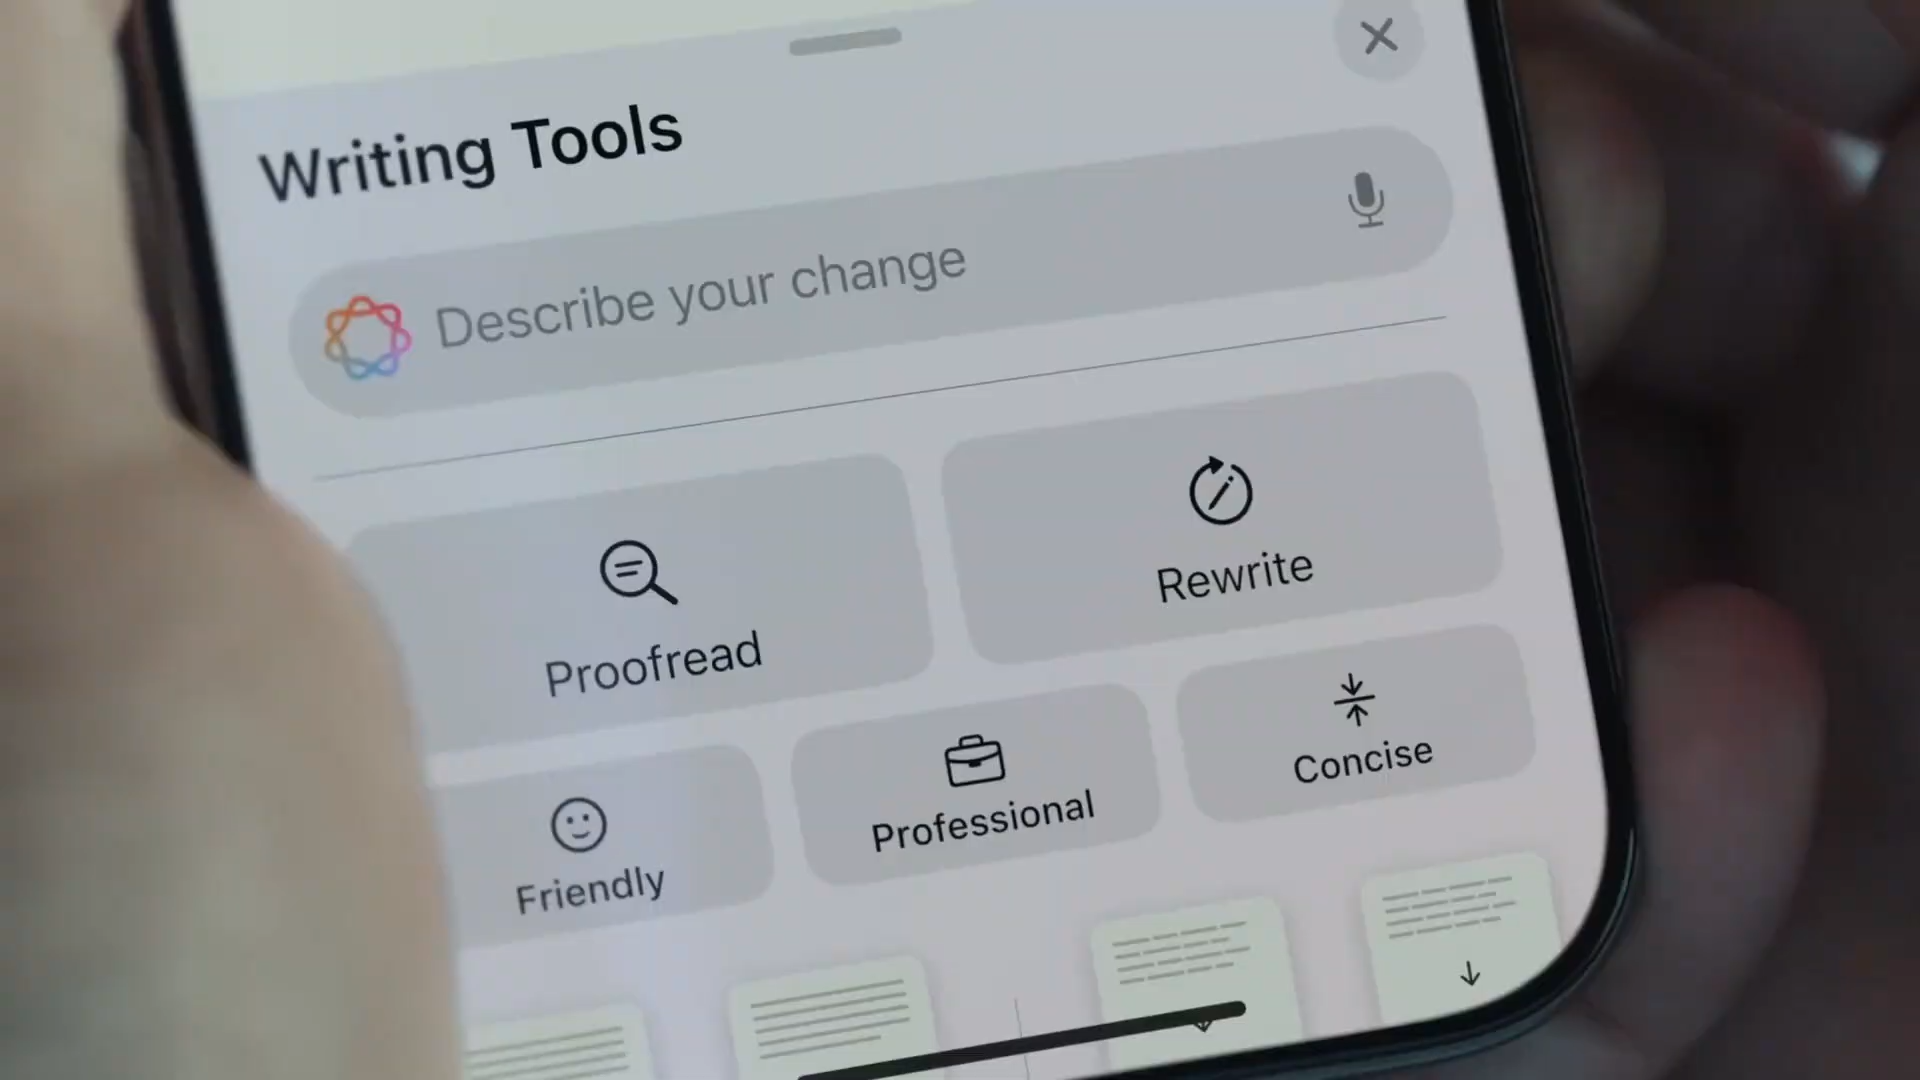 Writing Tools
Describe your change
Proofread
Rewrite
Friendly
Professional
Concise